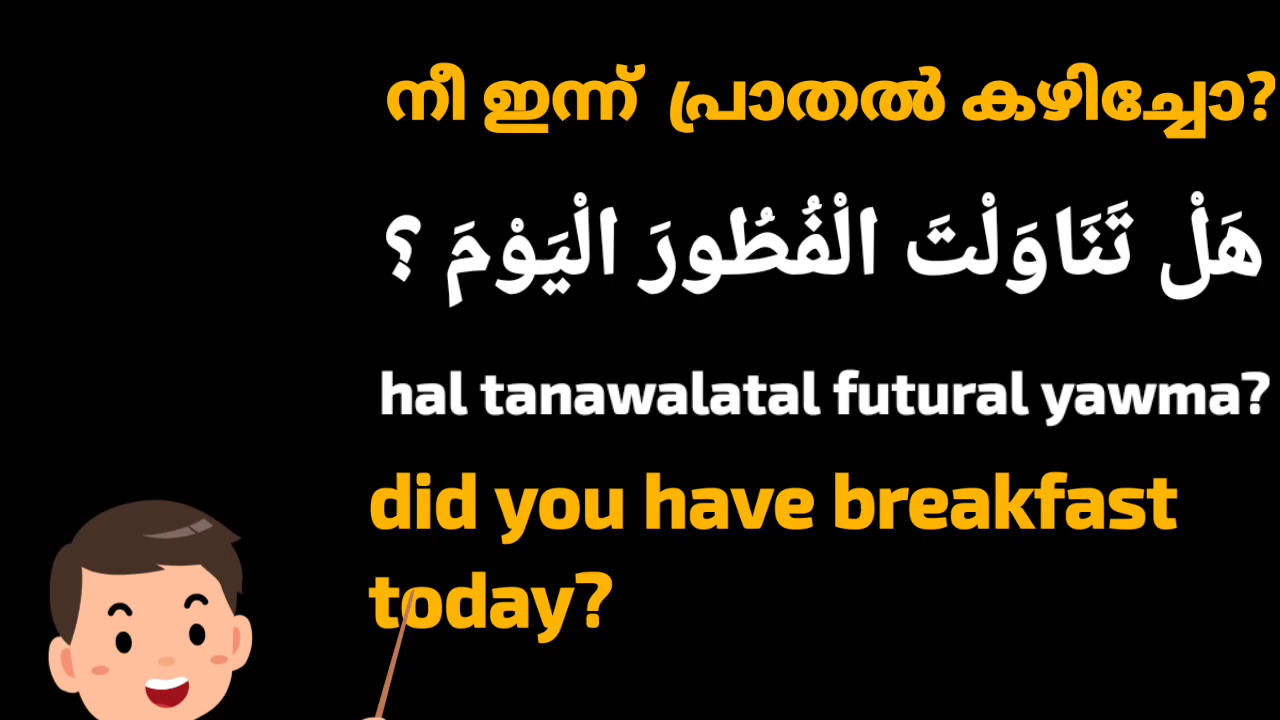 നീ ഇന്ന് പ്രാതൽ കഴിച്ചോ?
هَلْ تَنَاوَلْتَ الْفُطُورَ الْيَوْمَ ؟
hal tanawalatal futural yawma?
did you have breakfast
today?